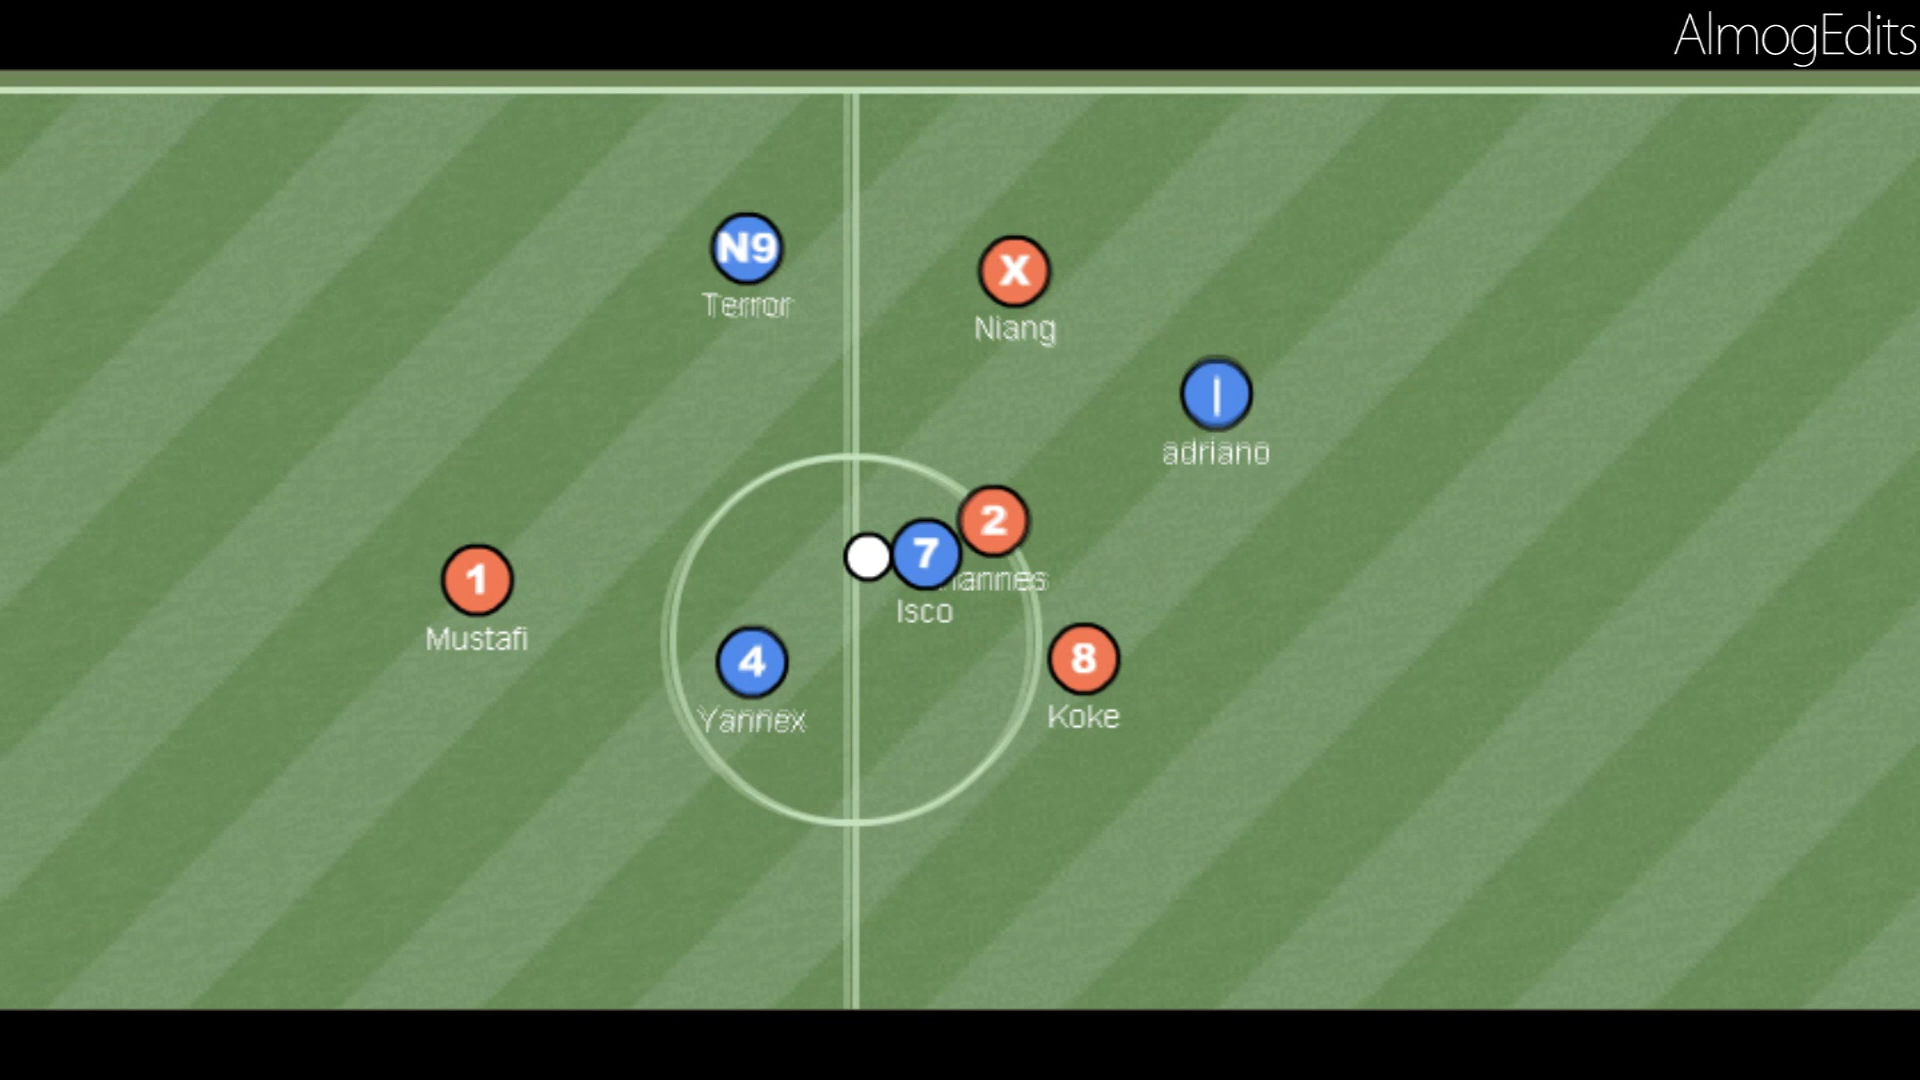 AlmogEdits
N9
Terror
X
Niang
|
adriano
2
7
Isco
1
Mustafi
4
Yannex
8
Koke